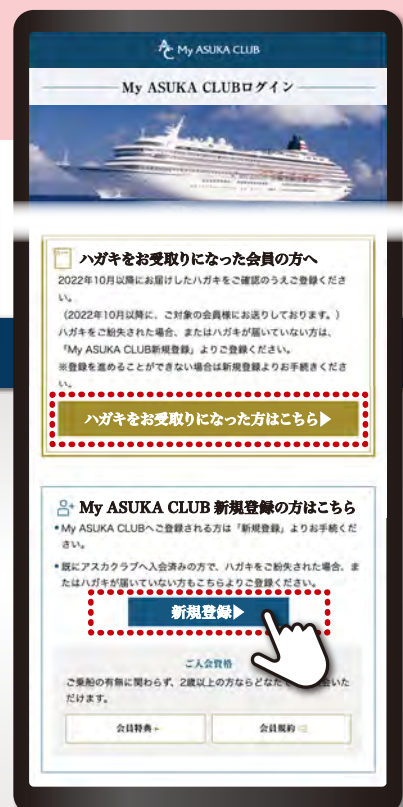 My ASUKA CLUB
My ASUKA CLUBログイン
ハガキをお受取りになった会員の方へ
2022年10月以降にお届けしたハガキをご確認のうえご登録くださ
い。
(2022年10月以降に、ご対象の会員様にお送りしております。)
ハガキをご紛失された場合、またはハガキが届いていない方は、
「My ASUKA CLUB新規登録」よりご登録ください。
※登録を進めることができない場合は新規登録よりお手続きくださ
い。
ハガキをお受取りになった方はこちら▶
My ASUKA CLUB 新規登録の方はこちら
•My ASUKA CLUBへご登録される方は「新規登録」よりお手続くだ
さい。
•既にアスカクラブへ入会済みの方で、ハガキをご紛失された場合、ま
たはハガキが届いていない方もこちらよりご登録ください。
新規登録▶
ご入会資格
ご乗船の有無に関わらず、2歳以上の方ならどなた
いた
だけます。
会員特典
会員規約